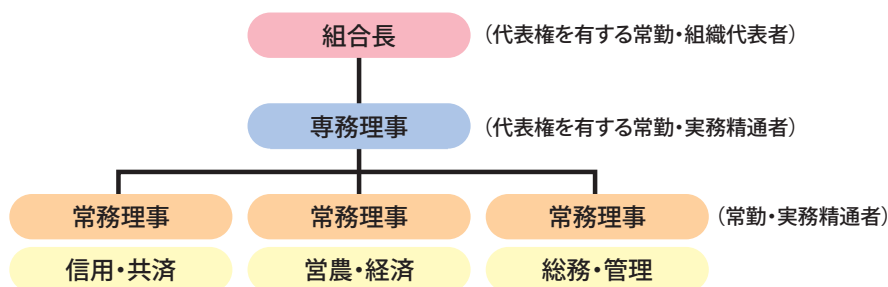 組合長 (代表権を有する常勤・組織代表者)
専務理事 (代表権を有する常勤・実務精通者)
常務理事 常務理事 常務理事 (常勤・実務精通者)
信用・共済 営農・経済 総務・管理